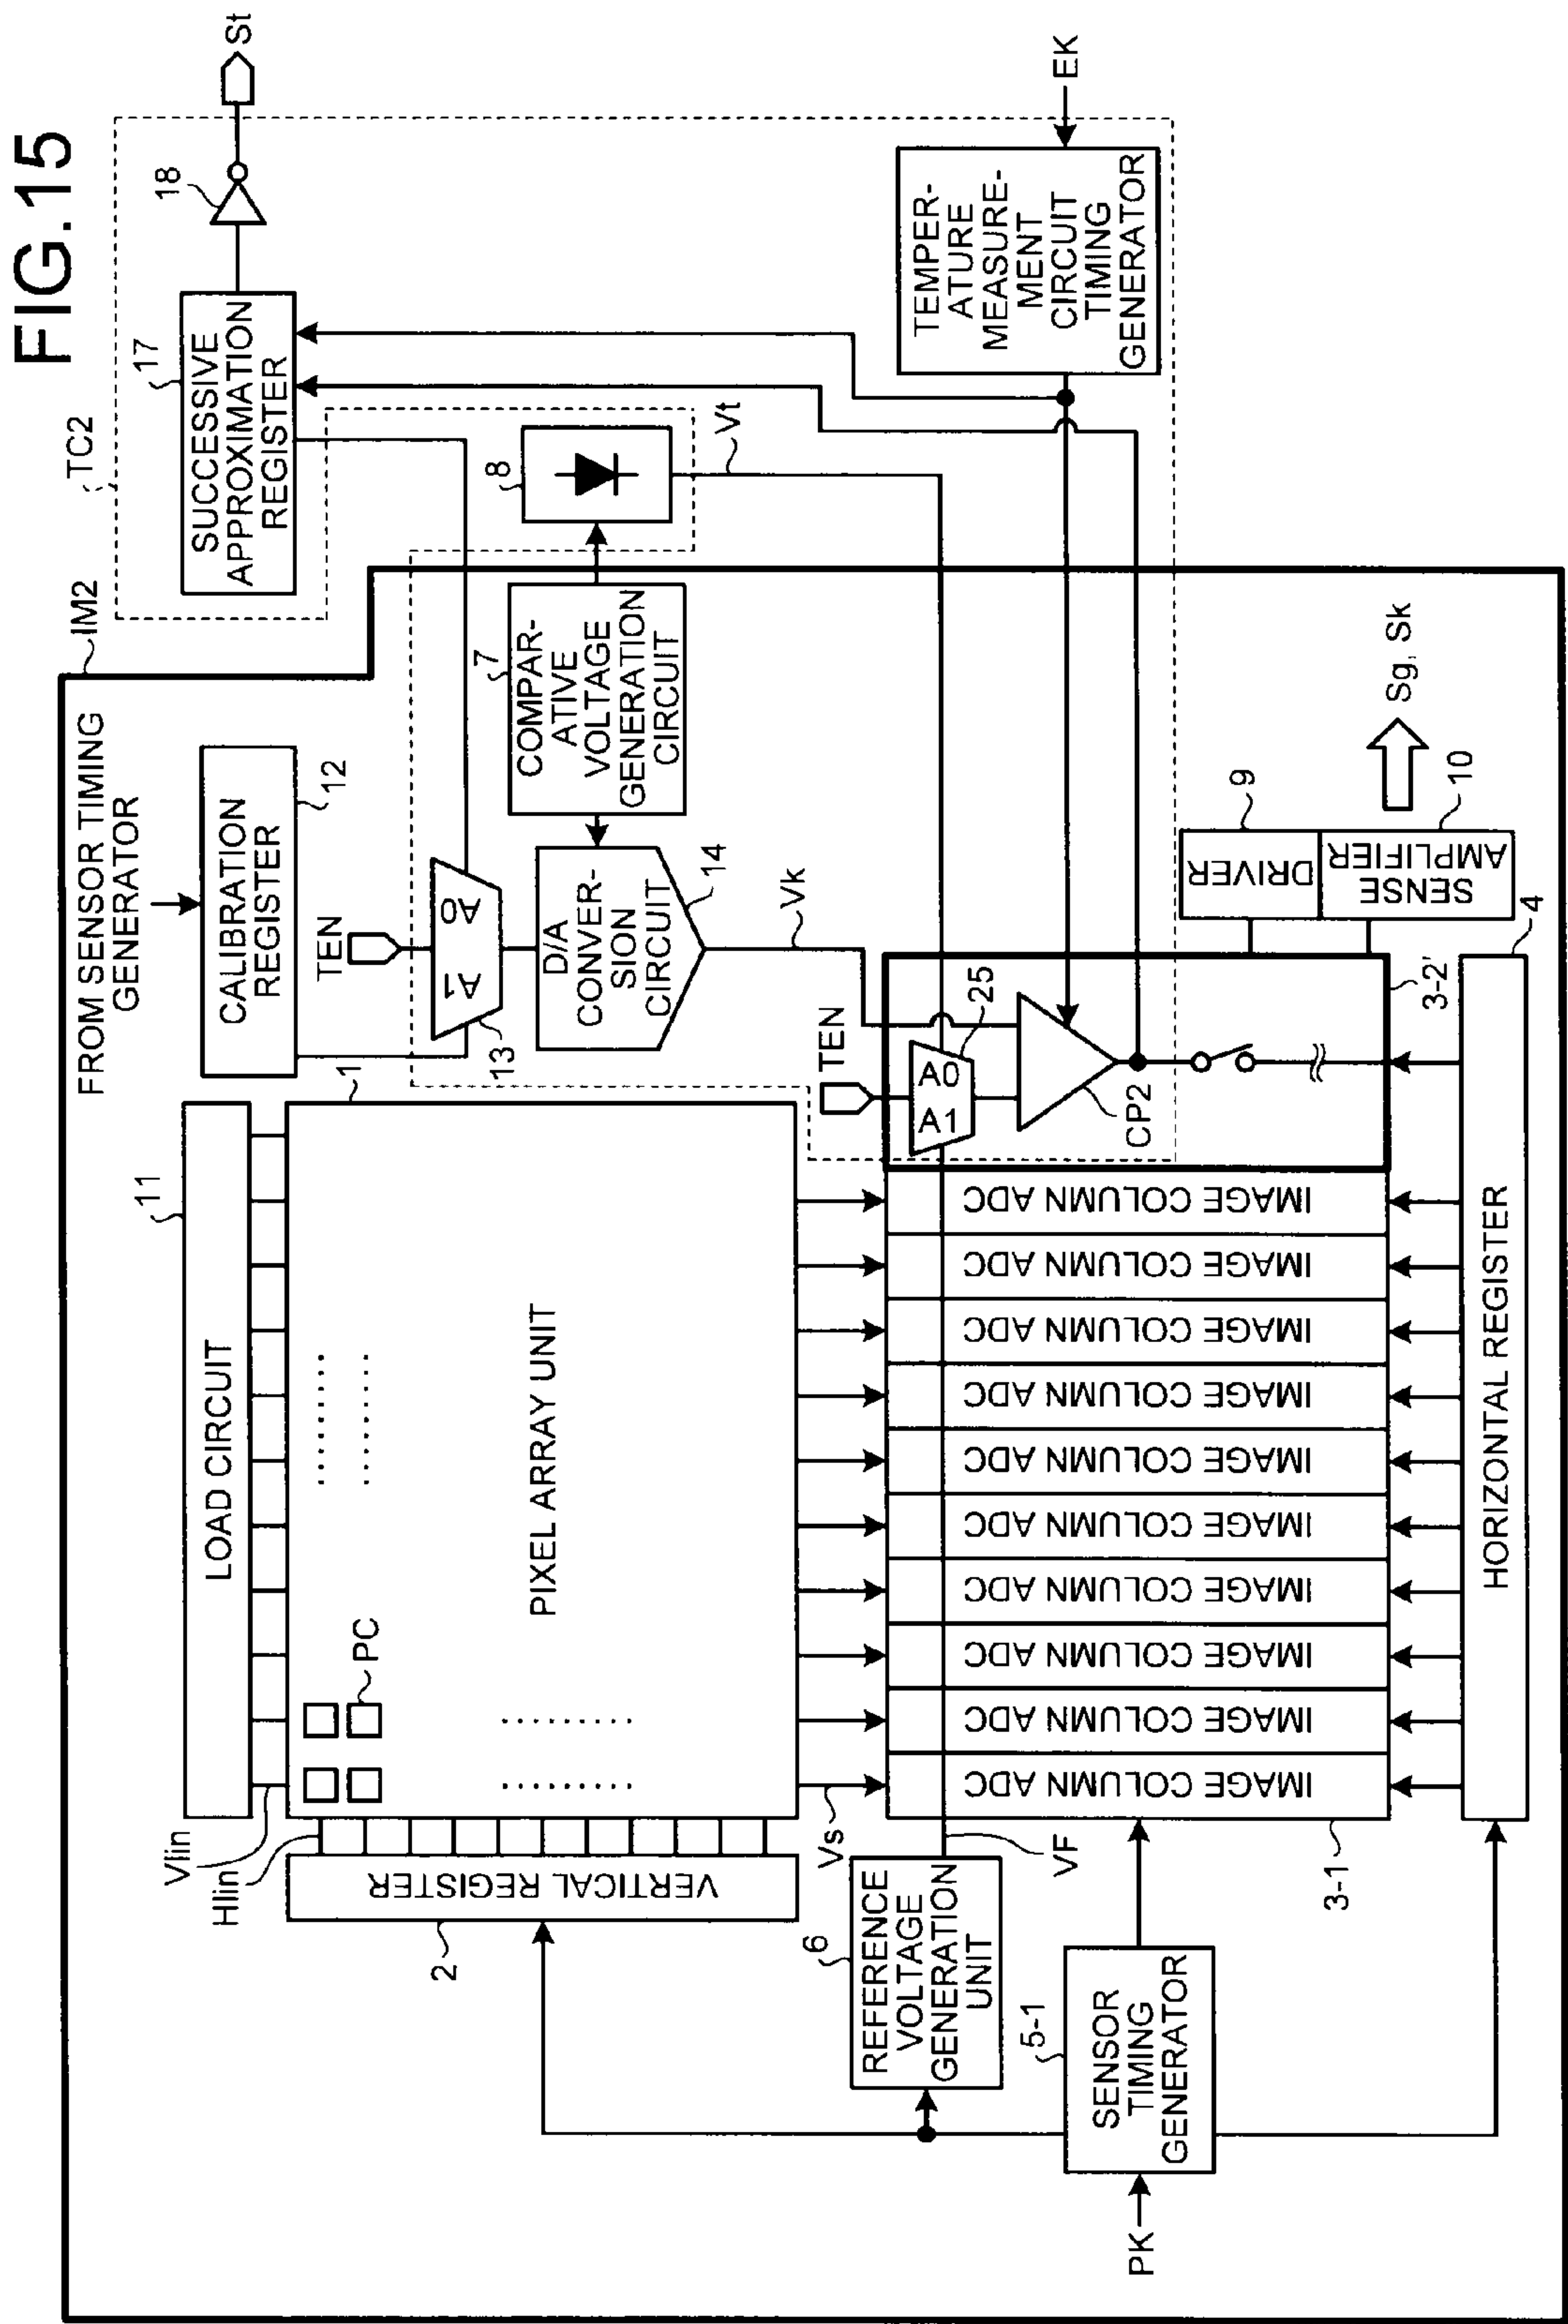 FIG.15
FROM SENSOR TIMING
GENERATOR
IM2
TC2
17
SUCCESSIVE
APPROXIMATION
REGISTER
18
St
11
LOAD CIRCUIT
CALIBRATION
REGISTER
12
TEN
A1
A0
13
D/A
CONVER-
SION
CIRCUIT
14
7
COMPAR-
ATIVE
VOLTAGE
GENERATION
CIRCUIT
8
Vt
Vlin
Hlin
1
PC
PIXEL ARRAY UNIT
VERTICAL REGISTER
2
Vk
Vs
6
REFERENCE
VOLTAGE
GENERATION
UNIT
VF
TEN
A1
A0
25
CP2
TEMPER-
ATURE
MEASURE-
MENT
CIRCUIT
TIMING
GENERATOR
EK
IMAGE COLUMN ADC
IMAGE COLUMN ADC
IMAGE COLUMN ADC
IMAGE COLUMN ADC
IMAGE COLUMN ADC
IMAGE COLUMN ADC
IMAGE COLUMN ADC
IMAGE COLUMN ADC
IMAGE COLUMN ADC
IMAGE COLUMN ADC
PK
5-1
SENSOR
TIMING
GENERATOR
3-1
3-2'
9
DRIVER
SENSE
AMPLIFIER
10
Sg, Sk
4
HORIZONTAL REGISTER